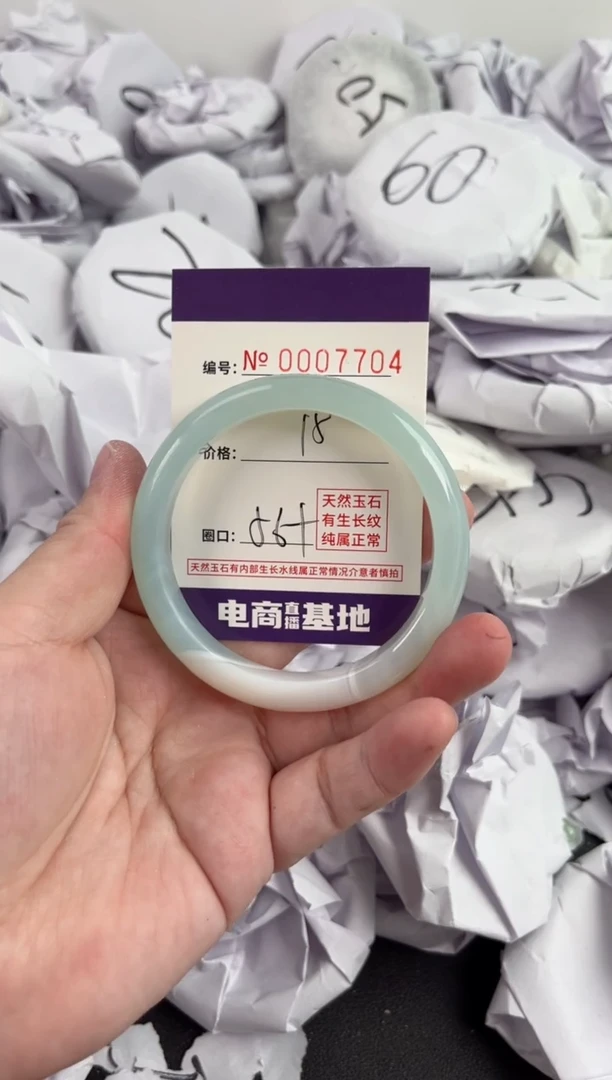 50
60
编号：№ 0007704
价格： 18
圈口：
天然玉石
有生长纹
纯属正常
天然玉石有内部生长水线属正常情况介意者慎拍
电商直播基地